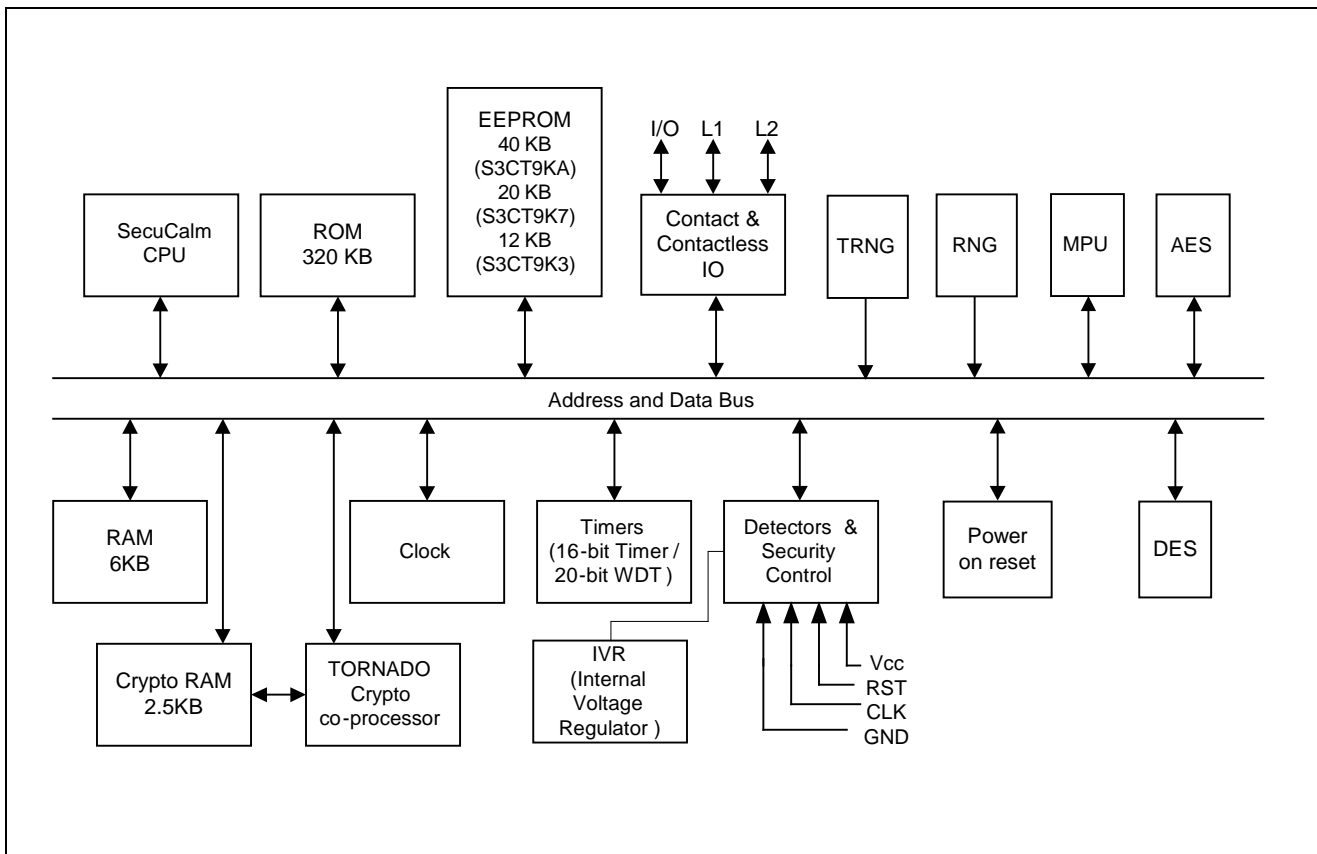 EEPROM
40 KB
(S3CT9KA)
20 KB
(S3CT9K7)
12 KB
(S3CT9K3)
I/O L1 L2
SecuCalm
CPU
ROM
320 KB
Contact &
Contactless
IO
TRNG
RNG
MPU
AES
Address and Data Bus
RAM
6KB
Clock
Timers
(16-bit Timer /
20-bit WDT )
Detectors &
Security
Control
Power
on reset
DES
Crypto RAM
2.5KB
TORNADO
Crypto
co-processor
IVR
(Internal
Voltage
Regulator )
Vcc
RST
CLK
GND